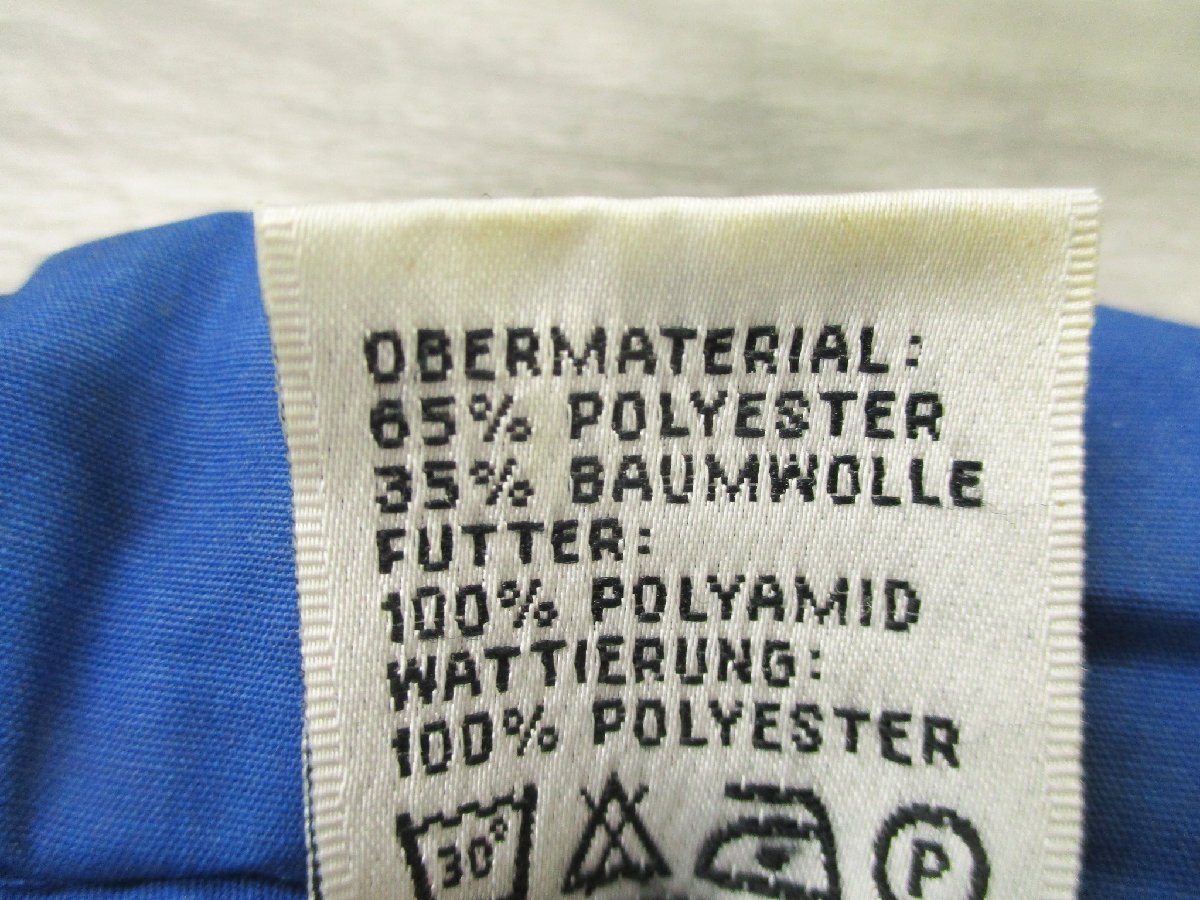 OBERMATERIAL:
65% POLYESTER
35% BAUMWOLLE
FUTTER:
100% POLYAMID
WATTIERUNG:
100% POLYESTER
30° P